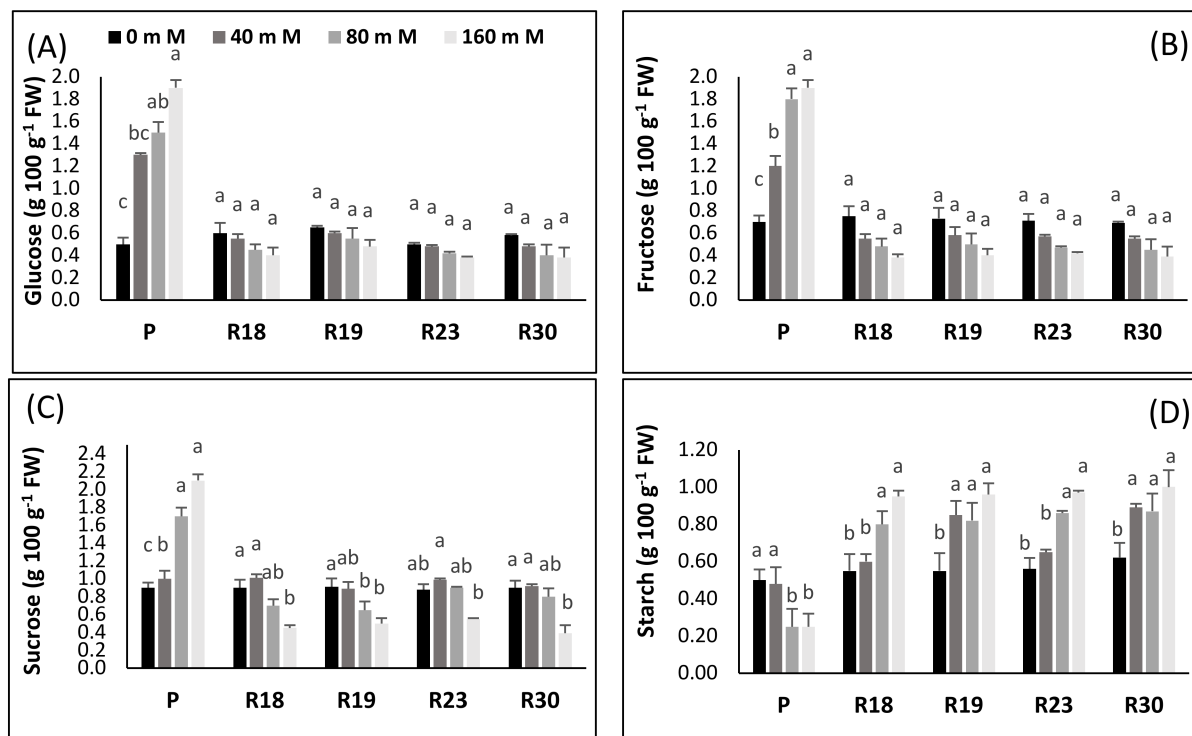 (A)
0 m M 40 m M 80 m M 160 m M
Glucose (g 100 g-1 FW)
2.0
1.8
1.6
1.4
1.2
1.0
0.8
0.6
0.4
0.2
0.0
c bc ab a
a a a a
a a a a
a a a a
a a a a
P R18 R19 R23 R30
(B)
Fructose (g 100 g-1 FW)
2.0
1.8
1.6
1.4
1.2
1.0
0.8
0.6
0.4
0.2
0.0
c b a a
a a a a
a a a a
a a a a
a a a a
P R18 R19 R23 R30
(C)
Sucrose (g 100 g-1 FW)
2.4
2.2
2.0
1.8
1.6
1.4
1.2
1.0
0.8
0.6
0.4
0.2
0.0
c b a a
a a ab b
a ab b b
ab a ab b
a a ab b
P R18 R19 R23 R30
(D)
Starch (g 100 g-1 FW)
1.20
1.00
0.80
0.60
0.40
0.20
0.00
a a b b
b b a a
b a a a
b b a a
b a a a
P R18 R19 R23 R30